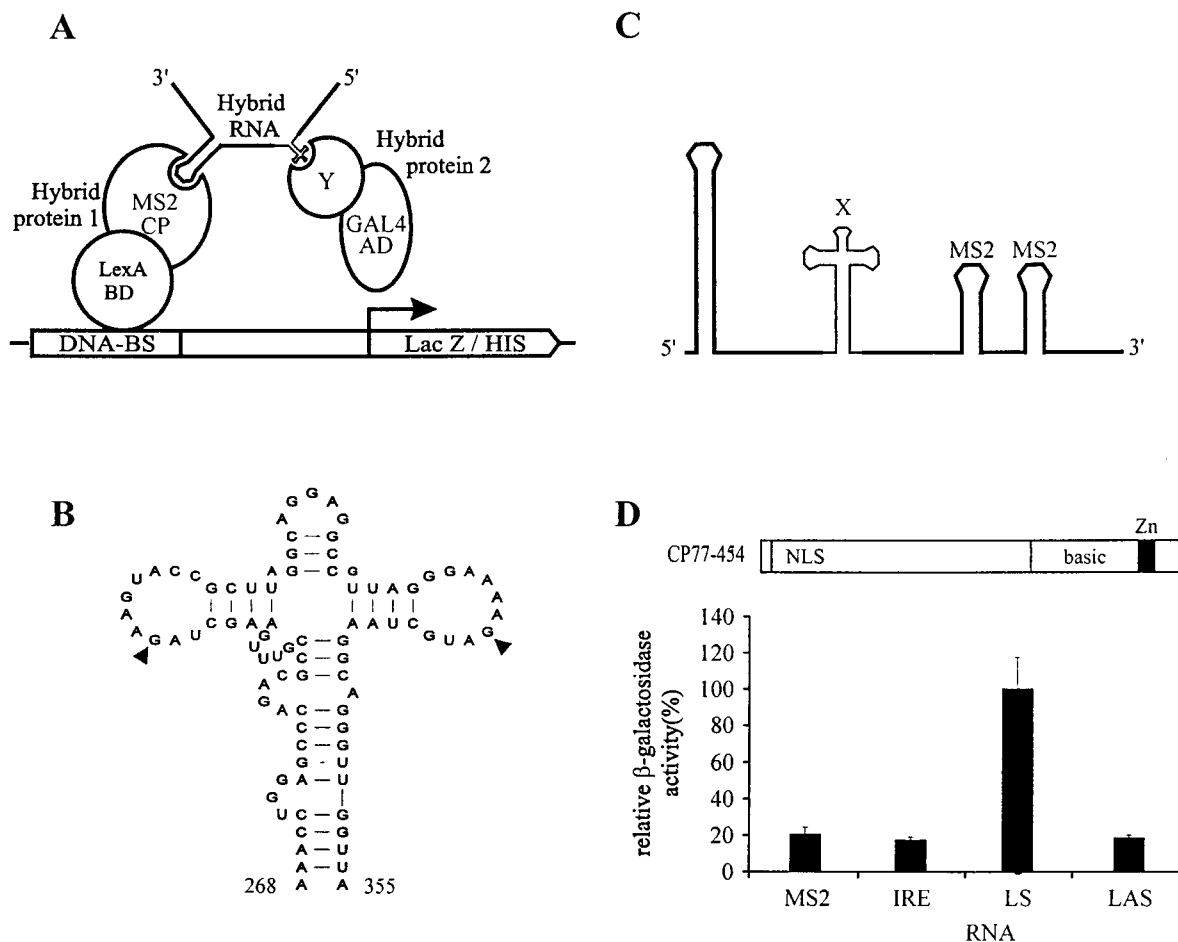 A
3'
5'
Hybrid
RNA
Hybrid
protein 2
Hybrid
protein 1
MS2
CP
Y
GAL4
AD
LexA
BD
DNA-BS
Lac Z / HIS
C
X
MS2
MS2
5'
3'
B
268
355
D
Zn
CP77-454
NLS
basic
relative β-galactosidase
activity(%)
140
120
100
80
60
40
20
0
MS2
IRE
LS
LAS
RNA